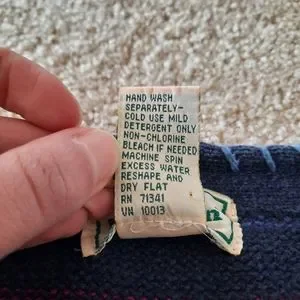 HAND WASH
SEPARATELY-
COLD USE MILD
DETERGENT ONLY
NON-CHLORINE
BLEACH IF NEEDED
MACHINE SPIN
EXCESS WATER
RESHAPE AND
DRY FLAT
RN 71341
VN 10013